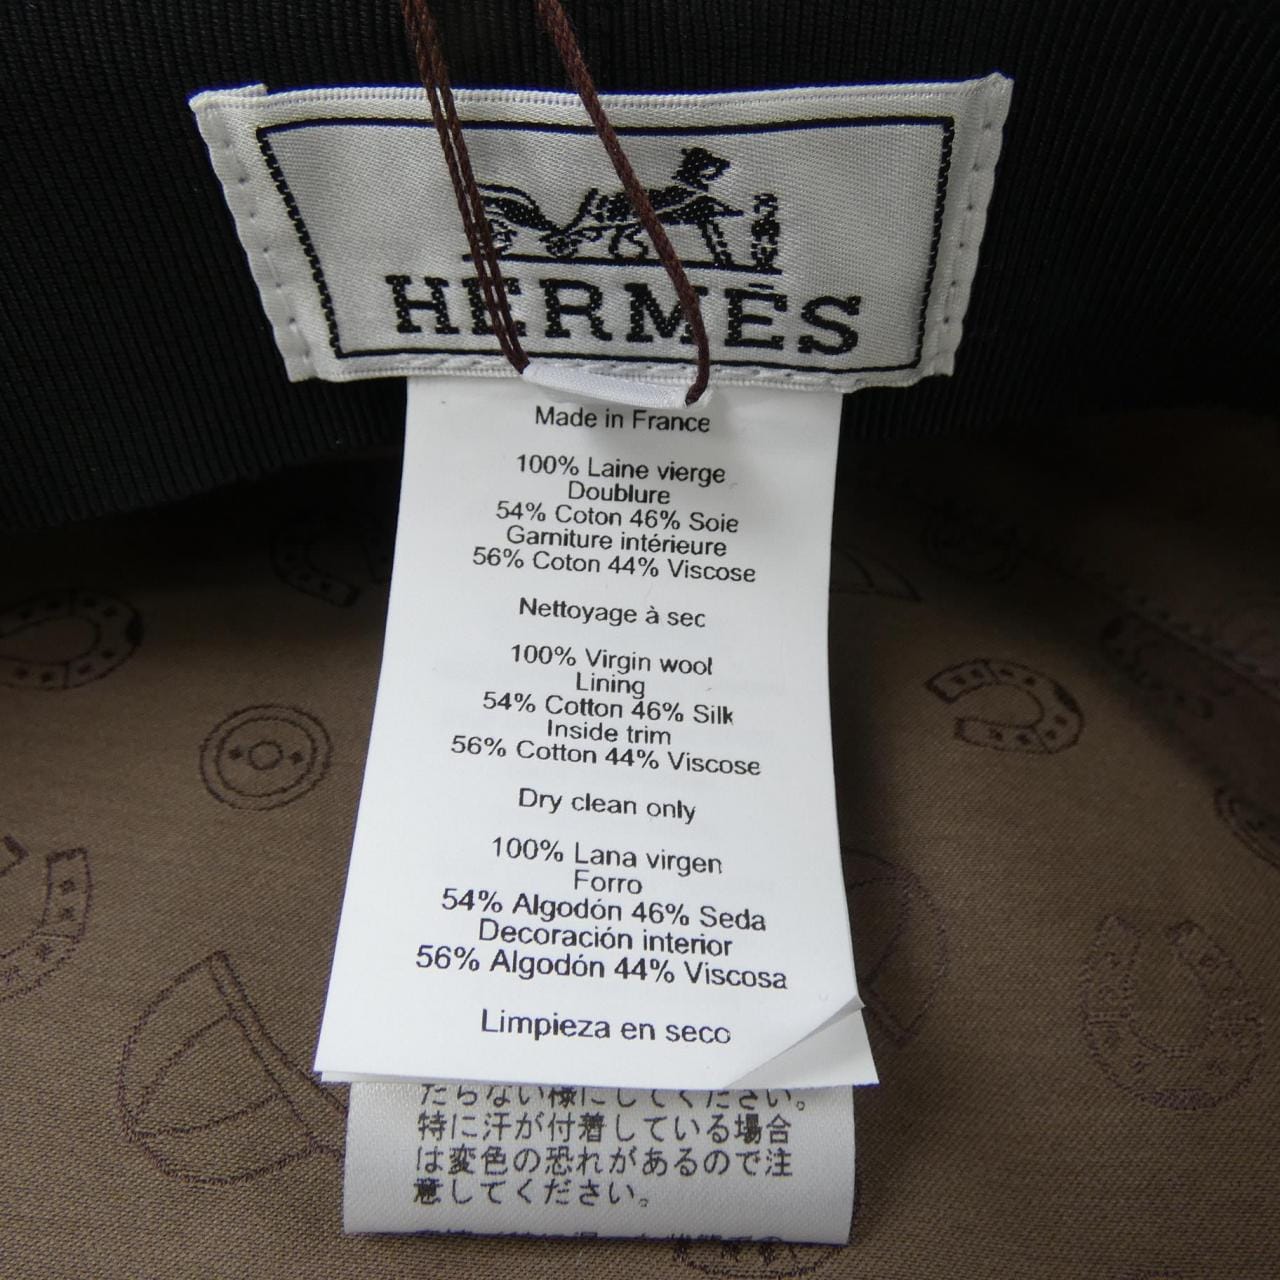 HERMÈS
Made in France
100% Laine vierge
Doublure
54% Coton 46% Soie
Garniture intérieure
56% Coton 44% Viscose
Nettoyage à sec
100% Virgin wool
Lining
54% Cotton 46% Silk
Inside trim
56% Cotton 44% Viscose
Dry clean only
100% Lana virgen
Forro
54% Algodón 46% Seda
Decoración interior
56% Algodón 44% Viscosa
Limpieza en seco
たらない様にしてください。
特に汗が付着している場合
は変色の恐れがあるので注
意してください。